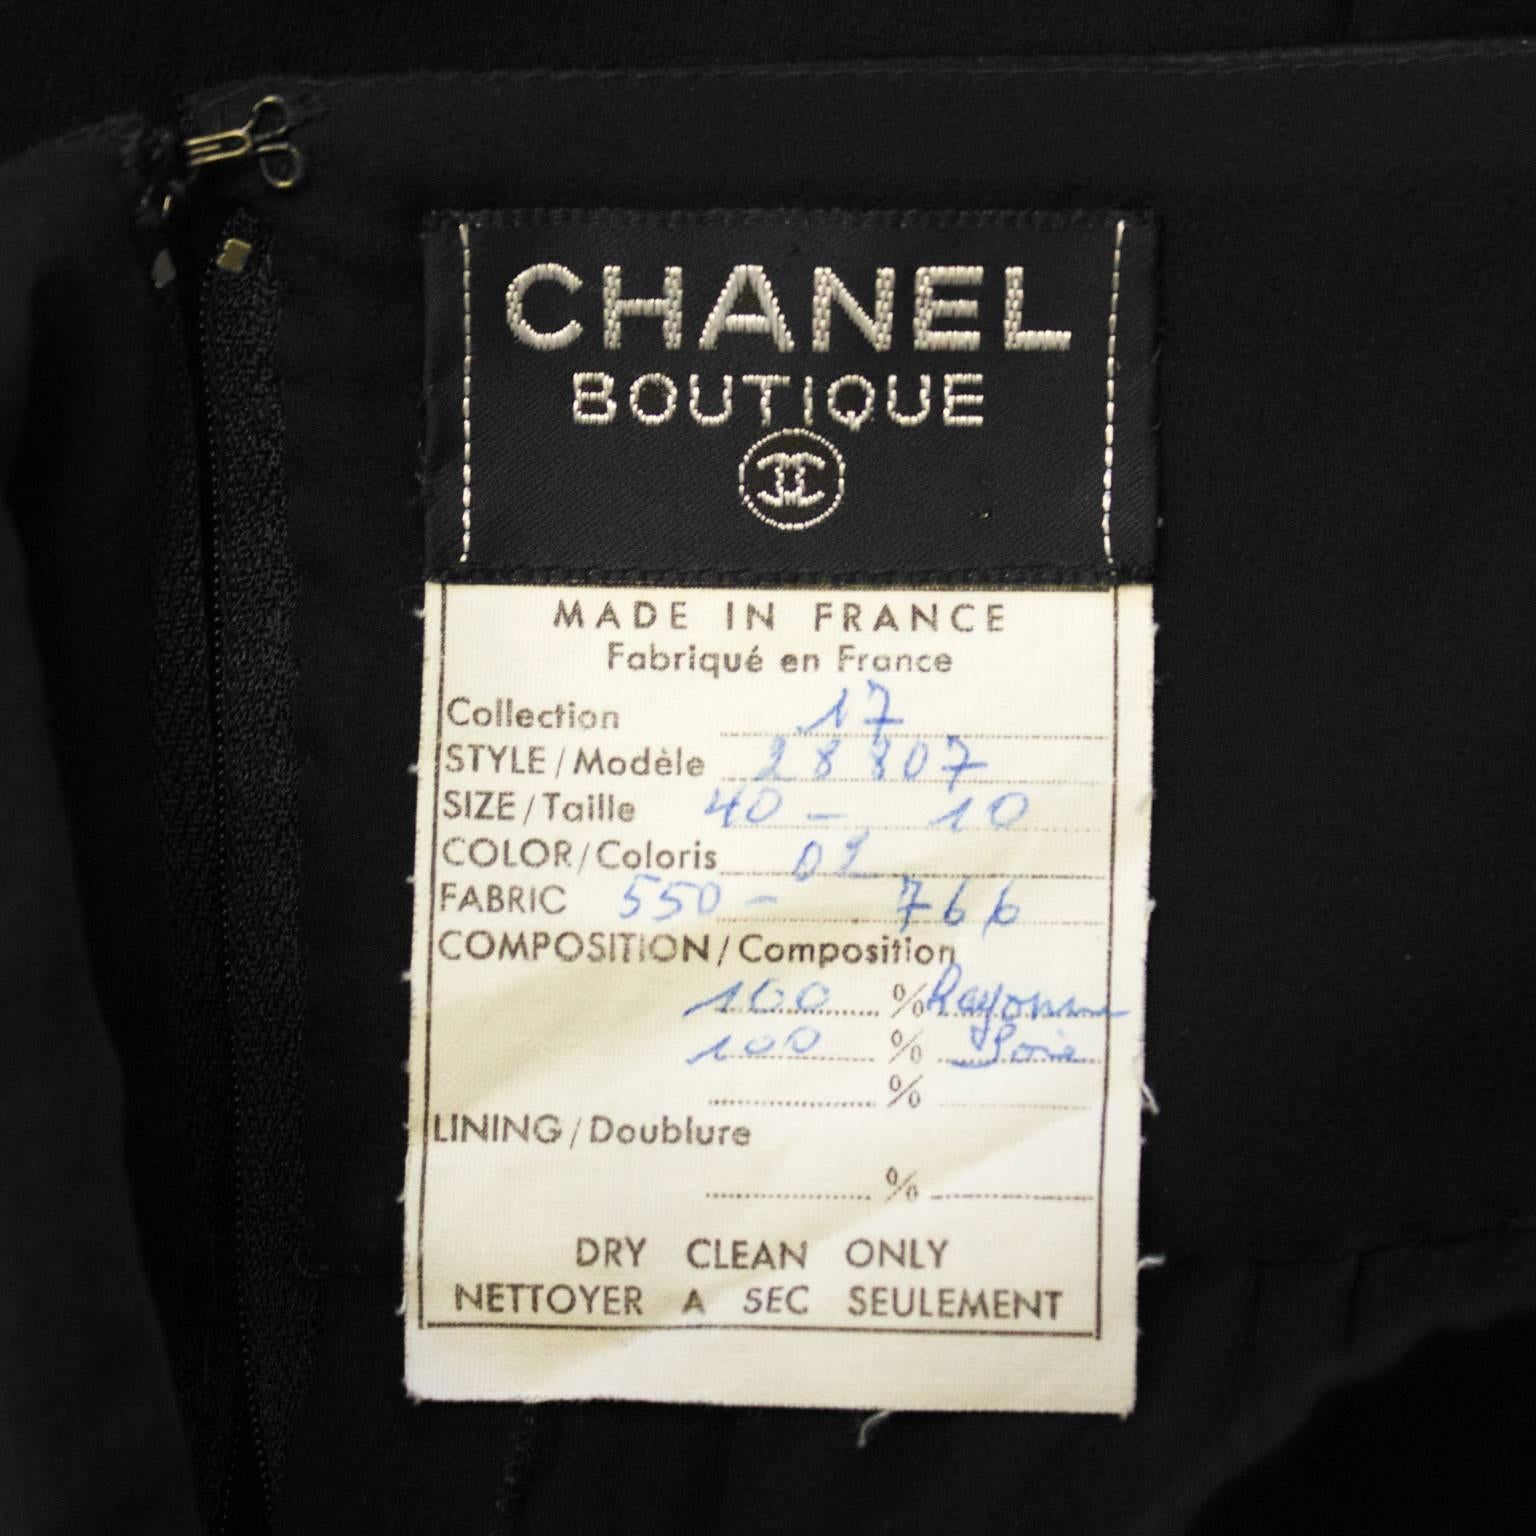 CHANEL
BOUTIQUE
MADE IN FRANCE
Fabriqué en France
Collection 17
STYLE/Modèle 28807
SIZE/Taille 40 - 10
COLOR/Coloris 02
FABRIC 550 - 766
COMPOSITION/Composition
100 % Rayonne
100 % Soie
%
LINING/Doublure
%
DRY CLEAN ONLY
NETTOYER A SEC SEULEMENT